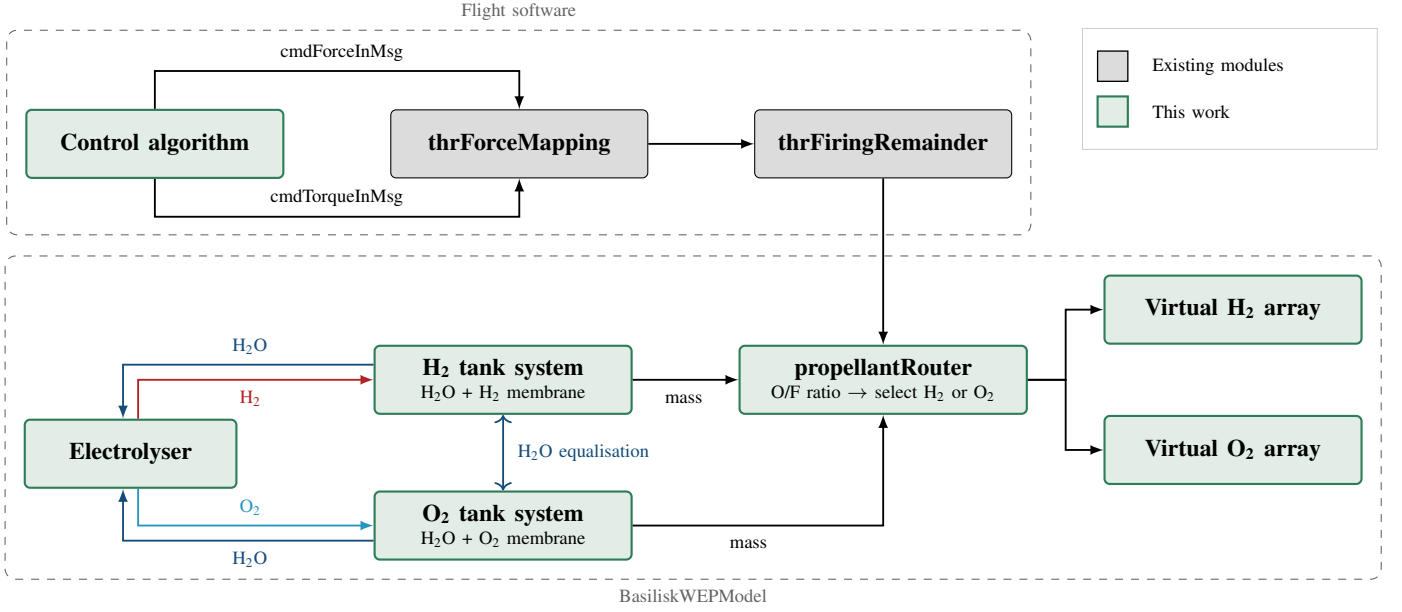 Flight software
cmdForceInMsg
Existing modules
This work
Control algorithm
thrForceMapping
thrFiringRemainder
cmdTorqueInMsg
Virtual H₂ array
H₂O
H₂
H₂ tank system
H₂O + H₂ membrane
mass
propellantRouter
O/F ratio → select H₂ or O₂
Electrolyser
H₂O equalisation
Virtual O₂ array
O₂
H₂O
O₂ tank system
H₂O + O₂ membrane
mass
BasiliskWEPModel